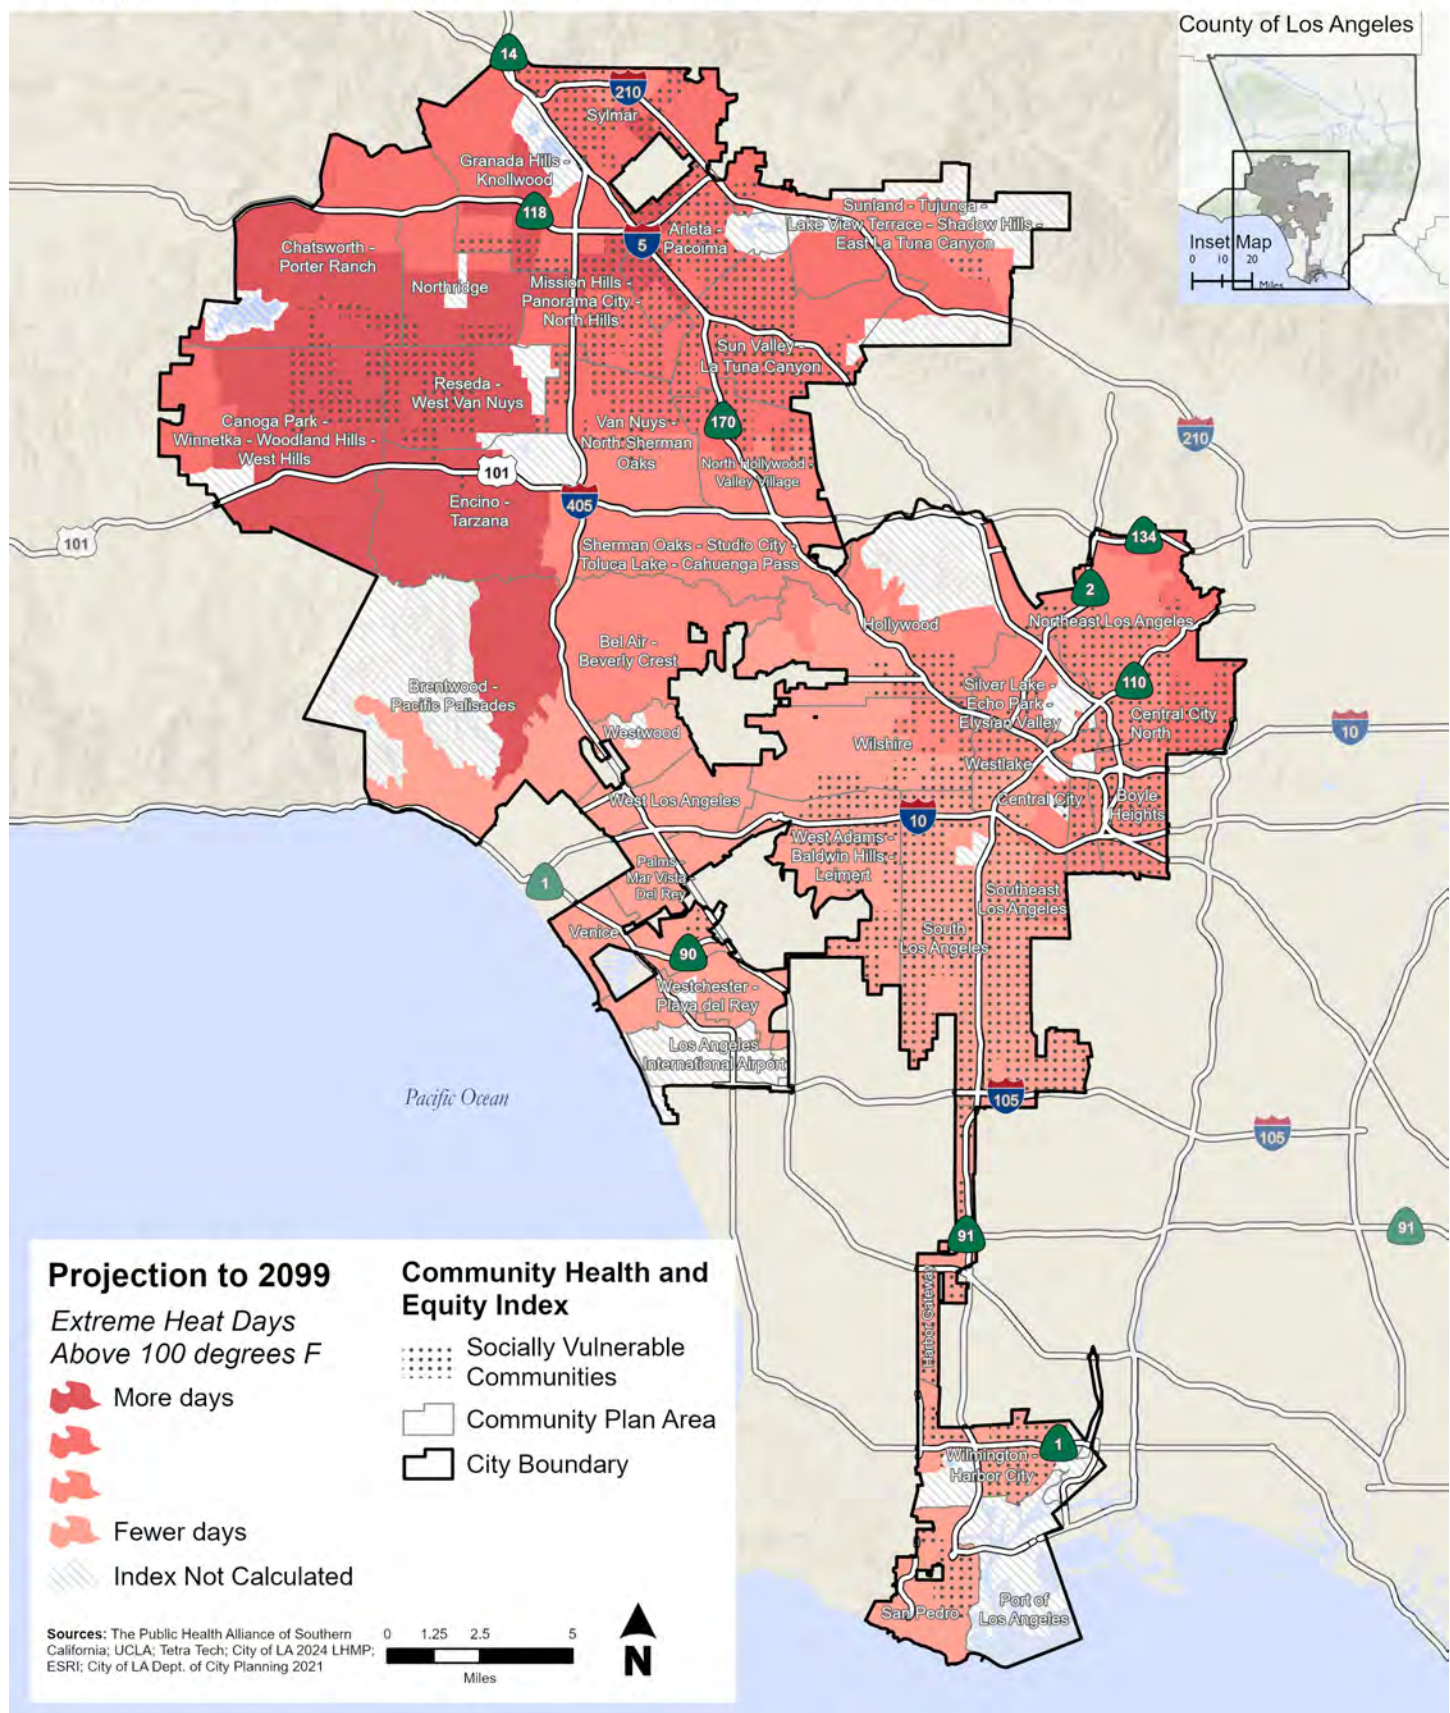 County of Los Angeles
Inset Map
0 10 20
Miles
14
210
Sylmar
Granada Hills -
Knollwood
118
5
Arleta -
Pacoima
Sunland - Tujunga -
Lake View Terrace - Shadow Hills -
East La Tuna Canyon
Chatsworth -
Porter Ranch
Northridge
Mission Hills -
Panorama City -
North Hills
Sun Valley -
La Tuna Canyon
Reseda -
West Van Nuys
Canoga Park -
Winnetka - Woodland Hills -
West Hills
Van Nuys -
North Sherman
Oaks
170
North Hollywood -
Valley Village
210
101
405
Encino -
Tarzana
101
Sherman Oaks - Studio City -
Toluca Lake - Cahuenga Pass
134
2
Hollywood
Northeast Los Angeles
Bel Air -
Beverly Crest
Brentwood -
Pacific Palisades
110
Silver Lake -
Echo Park -
Elysian Valley
Central City
North
10
Westwood
Wilshire
Westlake
West Los Angeles
Central City
Boyle
Heights
10
West Adams -
Baldwin Hills -
Leimert
Palms -
Mar Vista -
Del Rey
1
Southeast
Los Angeles
Venice
South
Los Angeles
90
Westchester -
Playa del Rey
Los Angeles
International Airport
Pacific Ocean
105
105
91
91
Harbor Gateway
1
Wilmington -
Harbor City
San Pedro
Port of
Los Angeles
Projection to 2099
Extreme Heat Days
Above 100 degrees F
More days
Fewer days
Index Not Calculated
Community Health and
Equity Index
Socially Vulnerable
Communities
Community Plan Area
City Boundary
Sources: The Public Health Alliance of Southern
California; UCLA; Tetra Tech; City of LA 2024 LHMP;
ESRI; City of LA Dept. of City Planning 2021
0 1.25 2.5 5
Miles
N